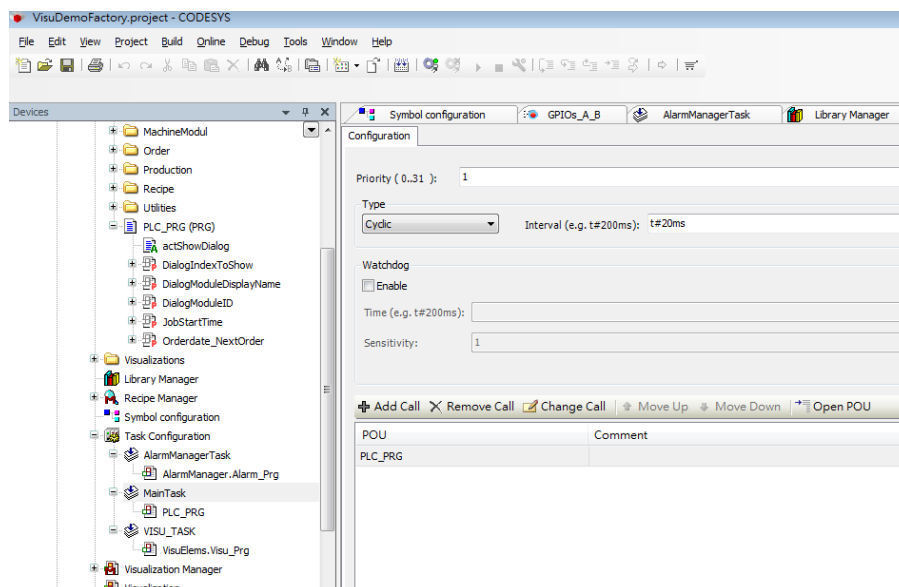 VisuDemoFactory.project - CODESYS
File Edit View Project Build Online Debug Tools Window Help
Devices
MachineModul
Order
Production
Recipe
Utilities
PLC_PRG (PRG)
actShowDialog
DialogIndexToShow
DialogModuleDisplayName
DialogModuleID
JobStartTime
Orderdate_NextOrder
Visualizations
Library Manager
Recipe Manager
Symbol configuration
Task Configuration
AlarmManagerTask
AlarmManager.Alarm_Prg
MainTask
PLC_PRG
VISU_TASK
VisuElems.Visu_Prg
Visualization Manager
Visualization
Symbol configuration GPIOs_A_B AlarmManagerTask Library Manager
Configuration
Priority ( 0..31 ): 1
Type
Cyclic Interval (e.g. t#200ms): t#20ms
Watchdog
Enable
Time (e.g. t#200ms):
Sensitivity: 1
Add Call Remove Call Change Call Move Up Move Down Open POU
POU Comment
PLC_PRG